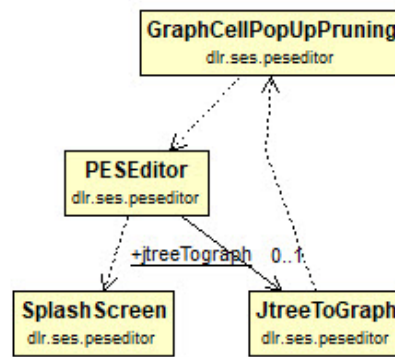 GraphCellPopUpPruning
dlr.ses.peseditor
PESEditor
dlr.ses.peseditor
+jtreeTograph 0..1
SplashScreen
dlr.ses.peseditor
JtreeToGraph
dlr.ses.peseditor